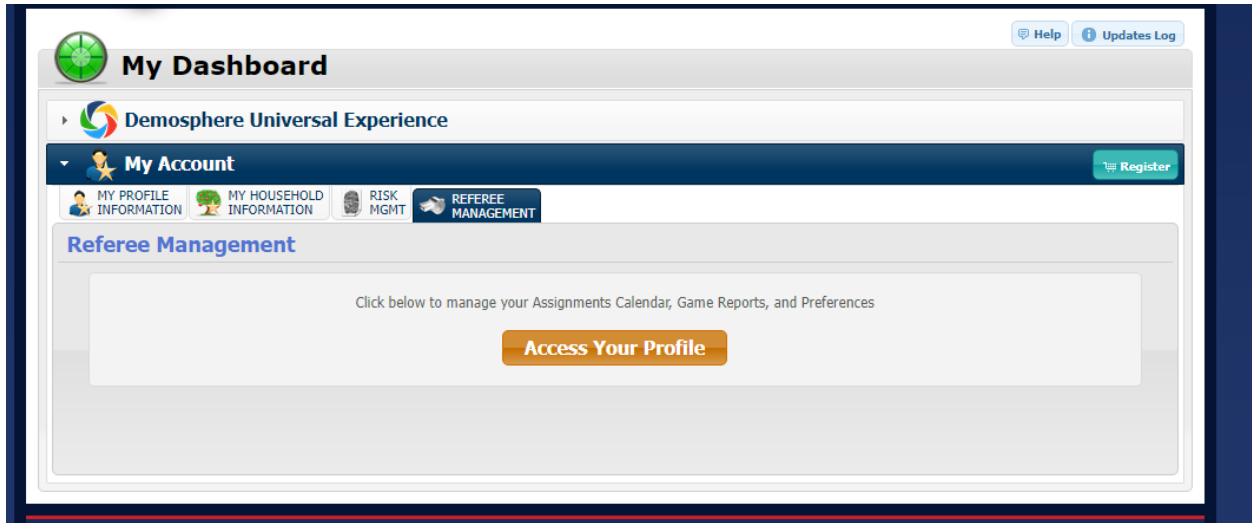 Help
Updates Log
My Dashboard
Demosphere Universal Experience
My Account
Register
MY PROFILE
INFORMATION
MY HOUSEHOLD
INFORMATION
RISK
MGMT
REFEREE
MANAGEMENT
Referee Management
Click below to manage your Assignments Calendar, Game Reports, and Preferences
Access Your Profile